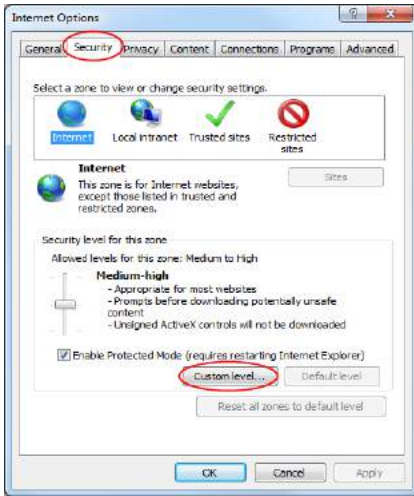 Internet Options
General Security Privacy Content Connections Programs Advanced
Select a zone to view or change security settings.
Internet Local intranet Trusted sites Restricted
sites
Internet
This zone is for Internet websites,
except those listed in trusted and
restricted zones.
Sites
Security level for this zone
Allowed levels for this zone: Medium to High
Medium-high
- Appropriate for most websites
- Prompts before downloading potentially unsafe
content
- Unsigned ActiveX controls will not be downloaded
Enable Protected Mode (requires restarting Internet Explorer)
Custom level... Default level
Reset all zones to default level
OK Cancel Apply